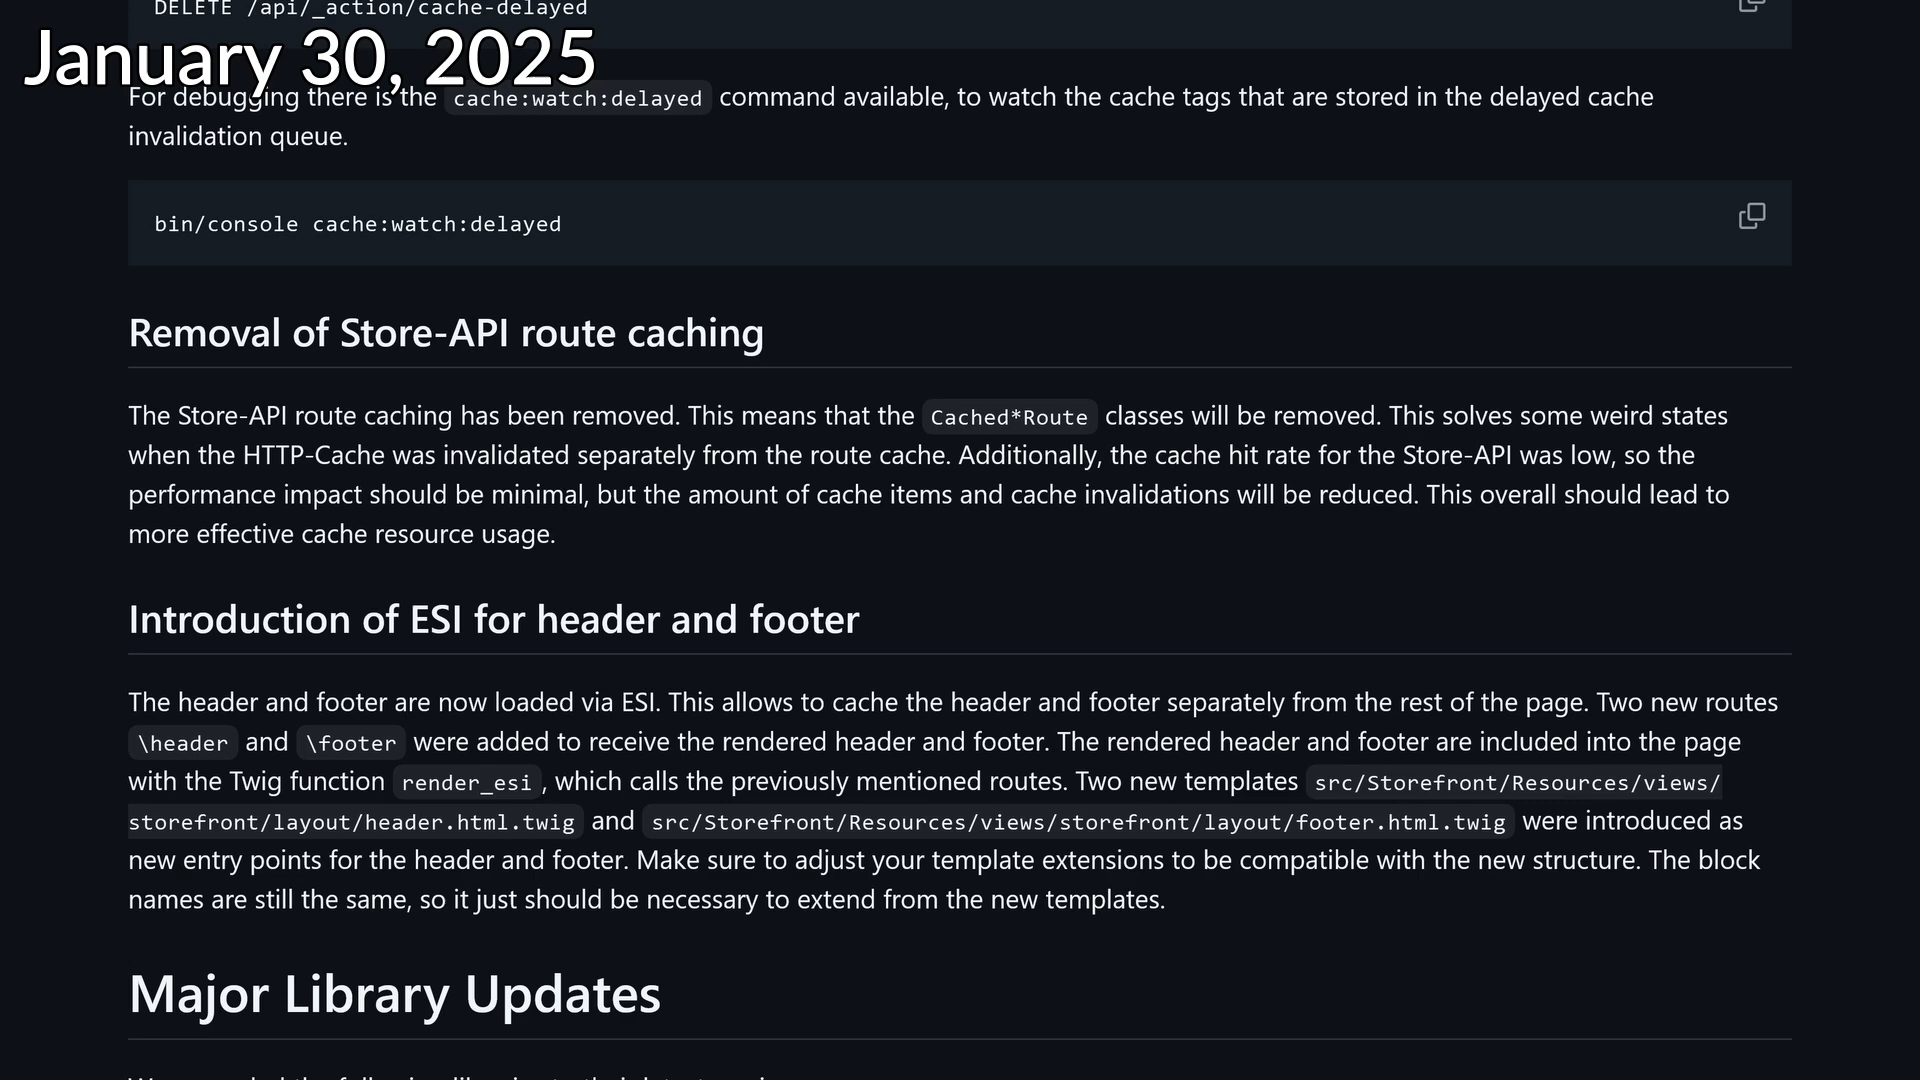 DELETE /api/_action/cache-delayed
January 30, 2025
For debugging there is the cache:watch:delayed command available, to watch the cache tags that are stored in the delayed cache
invalidation queue.
bin/console cache:watch:delayed
Removal of Store-API route caching
The Store-API route caching has been removed. This means that the Cached*Route classes will be removed. This solves some weird states
when the HTTP-Cache was invalidated separately from the route cache. Additionally, the cache hit rate for the Store-API was low, so the
performance impact should be minimal, but the amount of cache items and cache invalidations will be reduced. This overall should lead to
more effective cache resource usage.
Introduction of ESI for header and footer
The header and footer are now loaded via ESI. This allows to cache the header and footer separately from the rest of the page. Two new routes
\header and \footer were added to receive the rendered header and footer. The rendered header and footer are included into the page
with the Twig function render_esi, which calls the previously mentioned routes. Two new templates src/Storefront/Resources/views/
storefront/layout/header.html.twig and src/Storefront/Resources/views/storefront/layout/footer.html.twig were introduced as
new entry points for the header and footer. Make sure to adjust your template extensions to be compatible with the new structure. The block
names are still the same, so it just should be necessary to extend from the new templates.
Major Library Updates